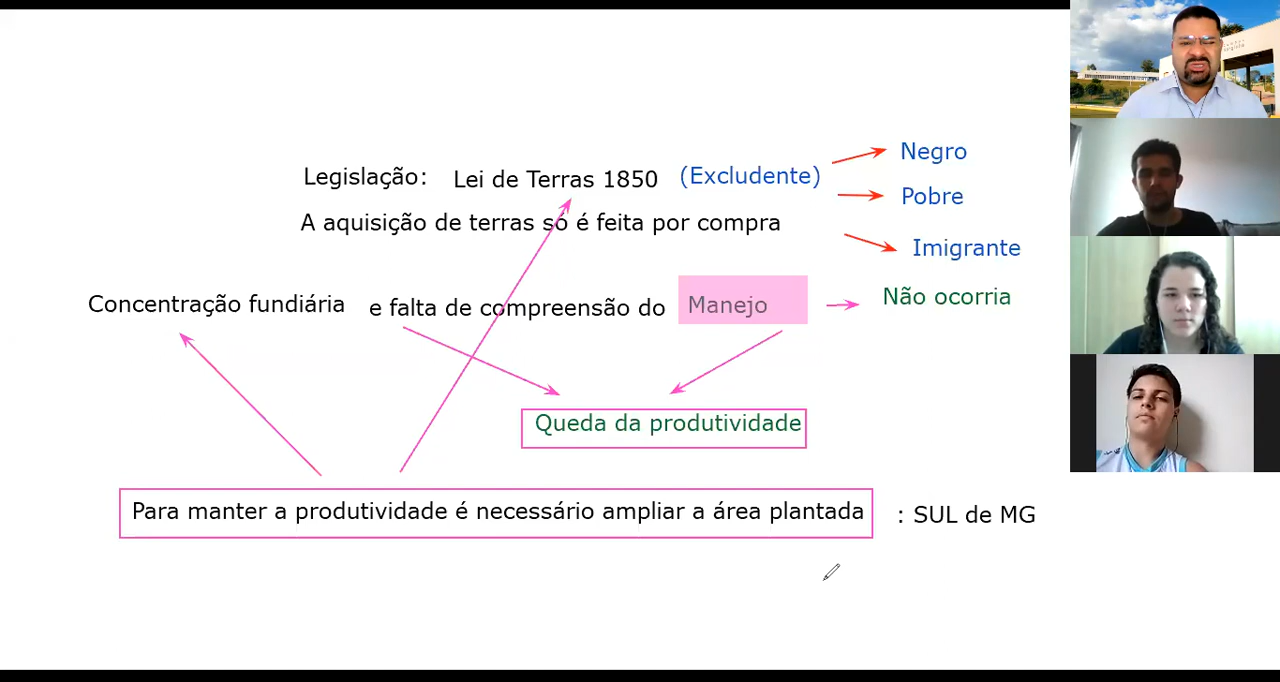 Legislação: Lei de Terras 1850 (Excludente)
Negro
Pobre
A aquisição de terras só é feita por compra
Imigrante
Concentração fundiária e falta de compreensão do Manejo
Não ocorria
Queda da produtividade
Para manter a produtividade é necessário ampliar a área plantada : SUL de MG